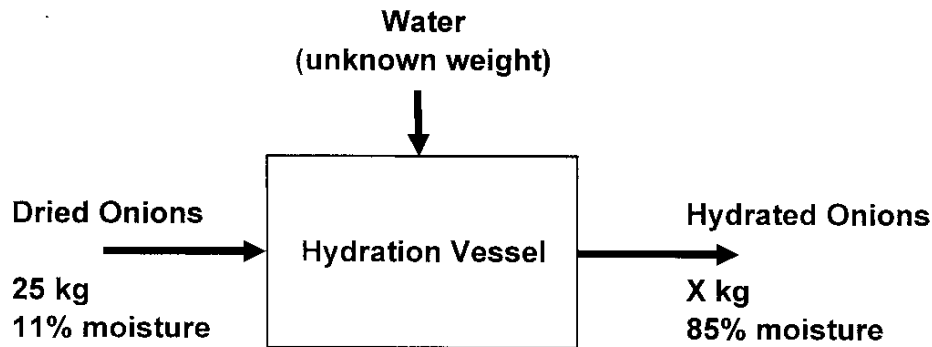 Water
(unknown weight)
Dried Onions
25 kg
11% moisture
Hydration Vessel
Hydrated Onions
X kg
85% moisture